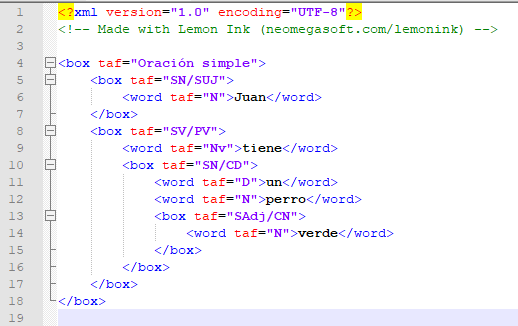 1 <?xml version="1.0" encoding="UTF-8"?>
2 <!-- Made with Lemon Ink (neomegasoft.com/lemonink) -->
3
4 <box taf="Oración simple">
5     <box taf="SN/SUJ">
6         <word taf="N">Juan</word>
7     </box>
8     <box taf="SV/PV">
9         <word taf="Nv">tiene</word>
10         <box taf="SN/CD">
11             <word taf="D">un</word>
12             <word taf="N">perro</word>
13             <box taf="SAdj/CN">
14                 <word taf="N">verde</word>
15             </box>
16         </box>
17     </box>
18 </box>
19